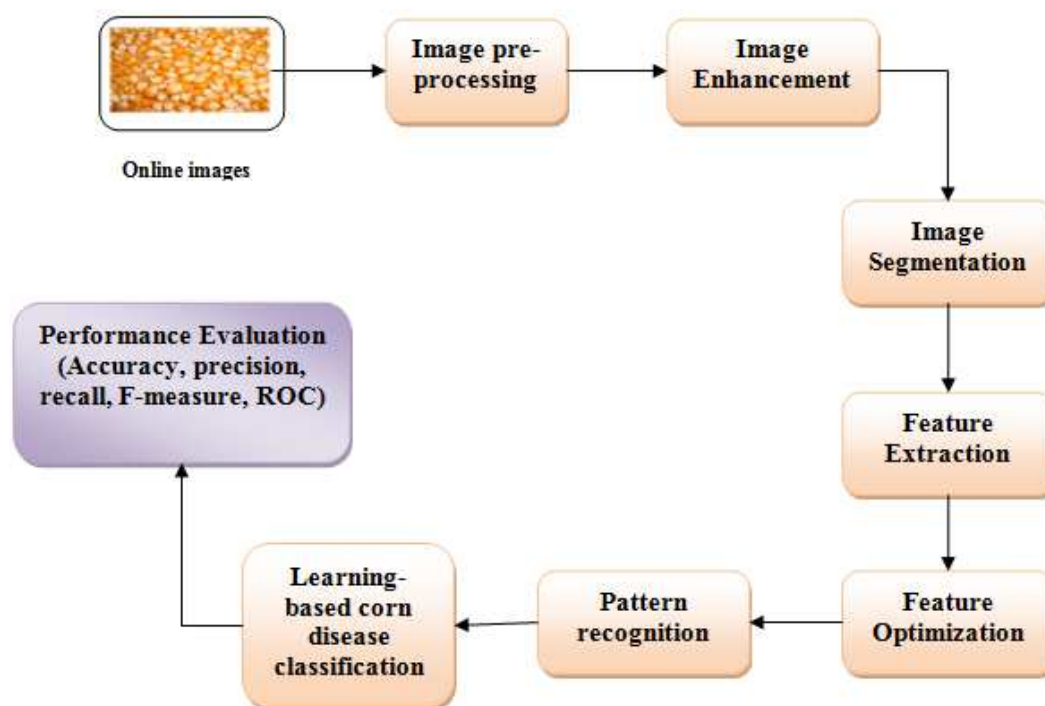 Image pre-
processing
Image
Enhancement
Online images
Image
Segmentation
Performance Evaluation
(Accuracy, precision,
recall, F-measure, ROC)
Feature
Extraction
Learning-
based corn
disease
classification
Pattern
recognition
Feature
Optimization